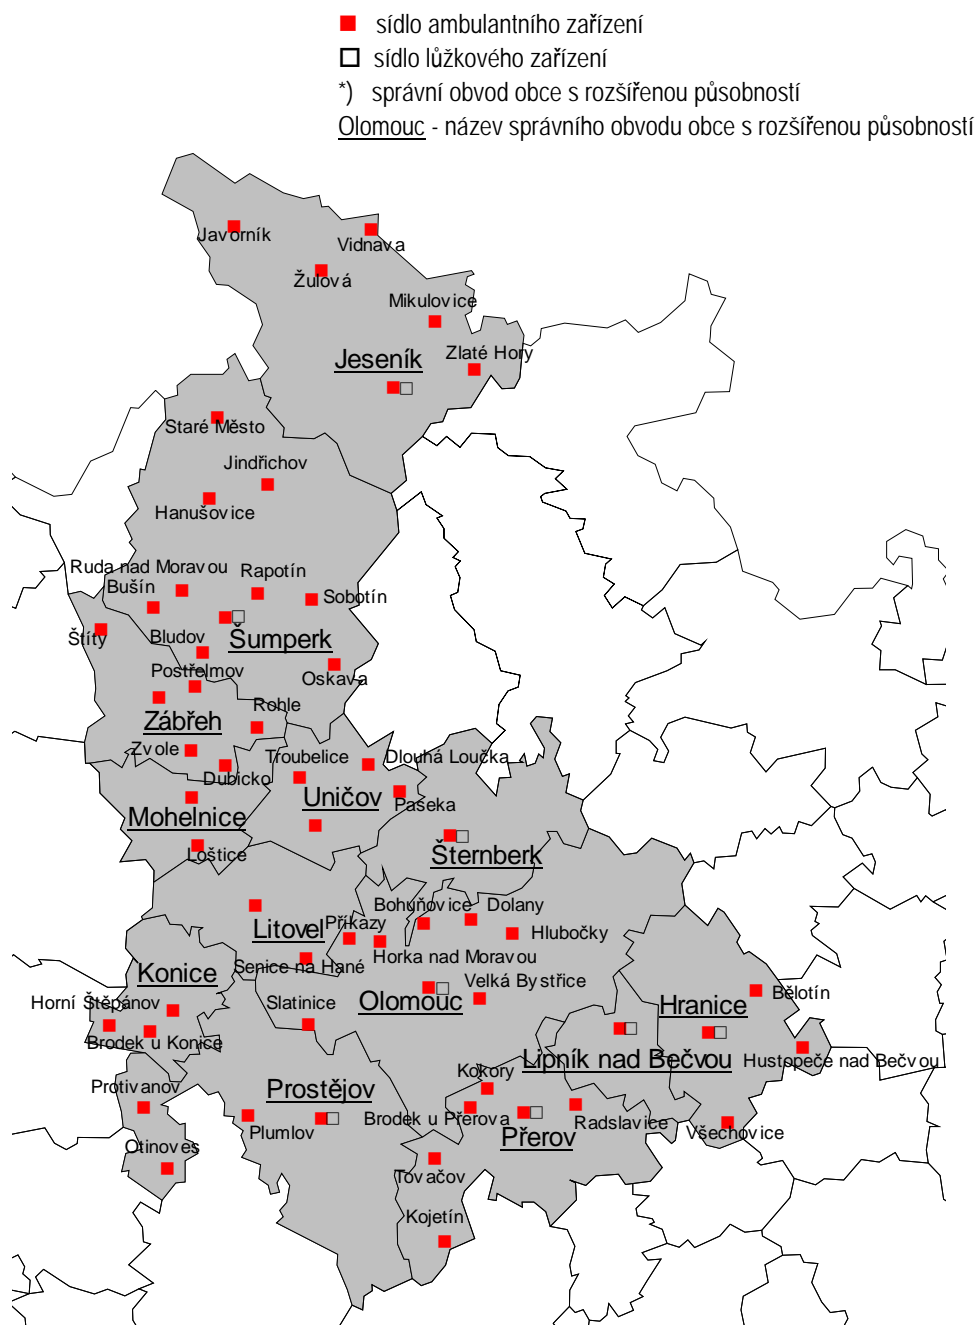 sídlo ambulantního zařízení
sídlo lůžkového zařízení
*) správní obvod obce s rozšířenou působností
Olomouc - název správního obvodu obce s rozšířenou působností
Javorník
Vidnava
Žulová
Mikulovice
Zlaté Hory
Jeseník
Staré Město
Jindřichov
Hanušovice
Ruda nad Moravou
Rapotín
Bušín
Sobotín
Štíty
Bludov
Šumperk
Postřelmov
Oskava
Rohle
Zábřeh
Zvole
Troubelice
Dlouhá Loučka
Dubicko
Uničov
Paseka
Mohelnice
Loštice
Šternberk
Bohuňovice
Dolany
Litovel
Příkazy
Hlubočky
Senice na Hané
Horka nad Moravou
Konice
Velká Bystřice
Horní Štěpánov
Slatinice
Olomouc
Hranice
Bělotín
Brodek u Konice
Lipník nad Bečvou
Hustopeče nad Bečvou
Protivanov
Prostějov
Kokory
Plumlov
Brodek u Přerova
Radslavice
Přerov
Všechovice
Otinoves
Tovačov
Kojetín